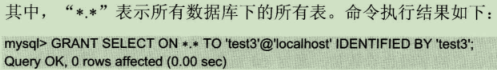 其中，“*.*”表示所有数据库下的所有表。命令执行结果如下：
mysql> GRANT SELECT ON *.* TO 'test3'@'localhost' IDENTIFIED BY 'test3';
Query OK, 0 rows affected (0.00 sec)